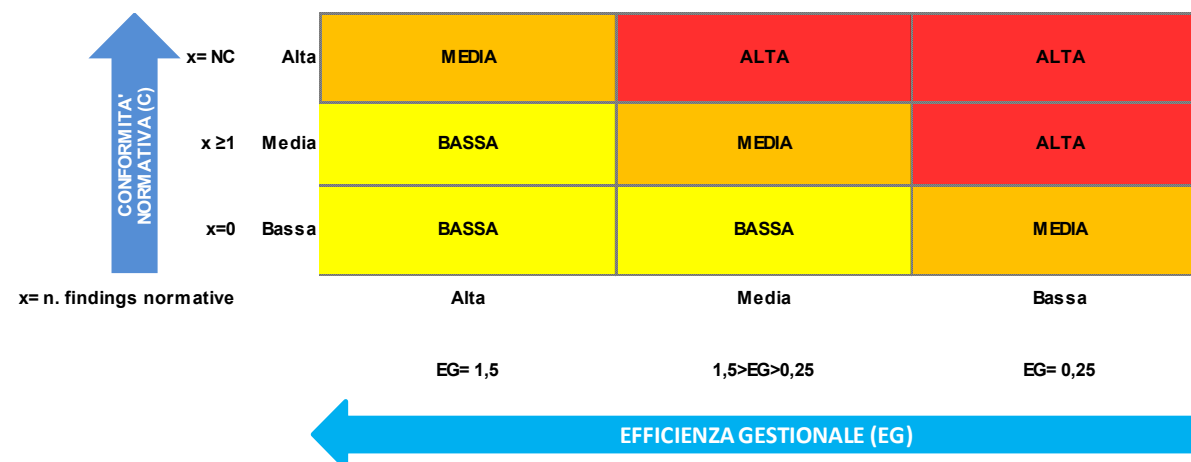 CONFORMITA'
NORMATIVA (C)
x= NC Alta MEDIA ALTA ALTA
x ≥1 Media BASSA MEDIA ALTA
x=0 Bassa BASSA BASSA MEDIA
x= n. findings normative Alta Media Bassa
EG= 1,5 1,5>EG>0,25 EG= 0,25
EFFICIENZA GESTIONALE (EG)